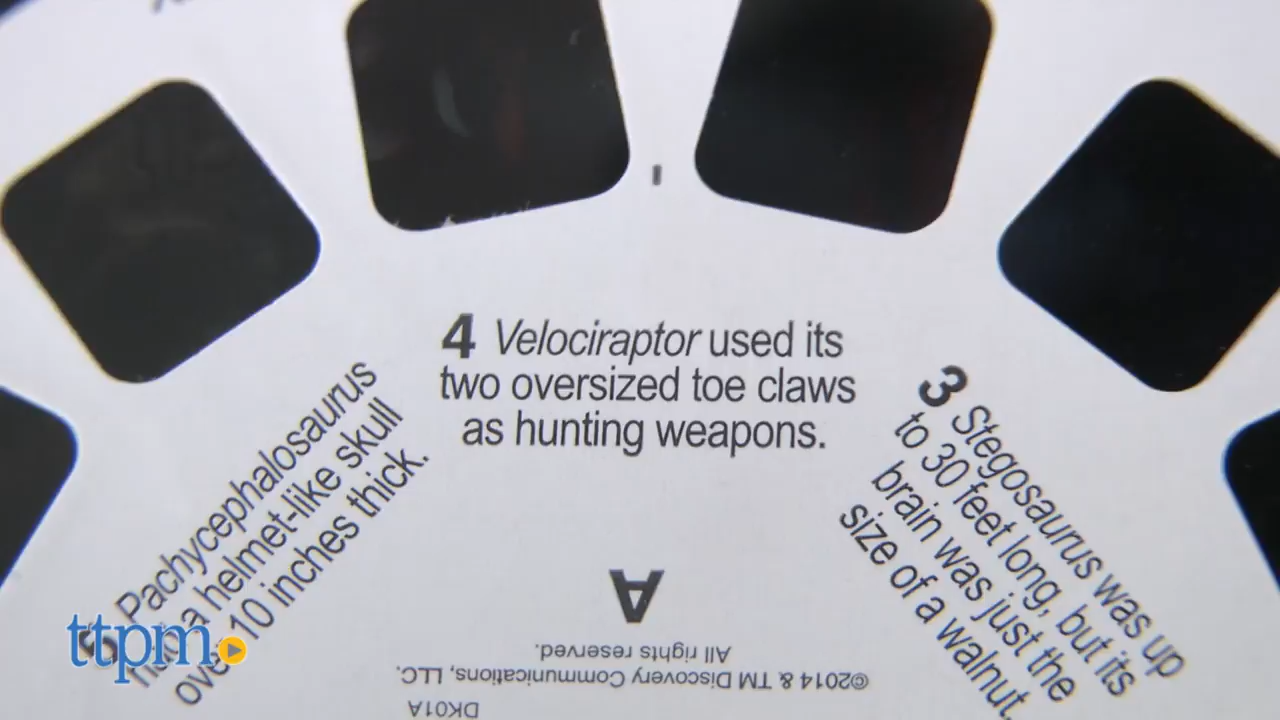 4 Velociraptor used its
two oversized toe claws
as hunting weapons.
3 Stegosaurus was up
to 30 feet long, but its
brain was just the
size of a walnut.
Pachycephalosaurus
a helmet-like skull
over 10 inches thick.
A
©2014 & TM Discovery Communications, LLC.
All rights reserved.
DK01A
ttpm